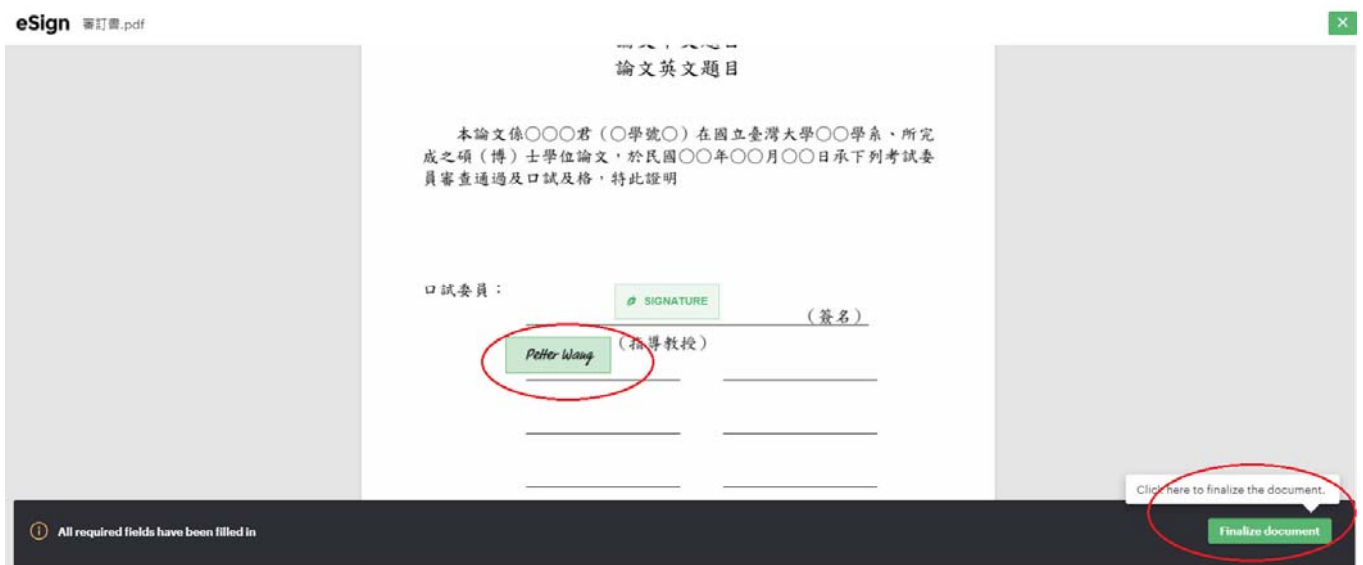 eSign 審訂書.pdf
論文英文題目
本論文係○○○君（○學號○）在國立臺灣大學○○學系、所完
成之碩（博）士學位論文，於民國○○年○○月○○日承下列考試委
員審查通過及口試及格，特此證明
口試委員：
SIGNATURE
（簽名）
（指導教授）
Petter Wang
Click here to finalize the document.
All required fields have been filled in
Finalize document